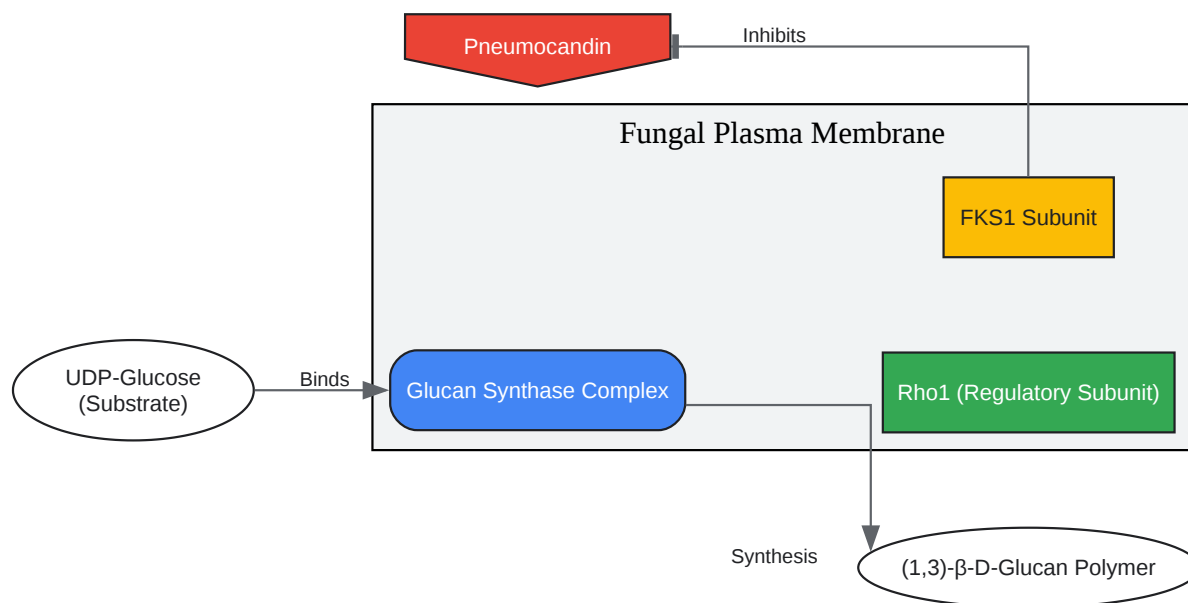 Pneumocandin
Inhibits
Fungal Plasma Membrane
FKS1 Subunit
UDP-Glucose
(Substrate)
Binds
Glucan Synthase Complex
Rho1 (Regulatory Subunit)
Synthesis
(1,3)-β-D-Glucan Polymer